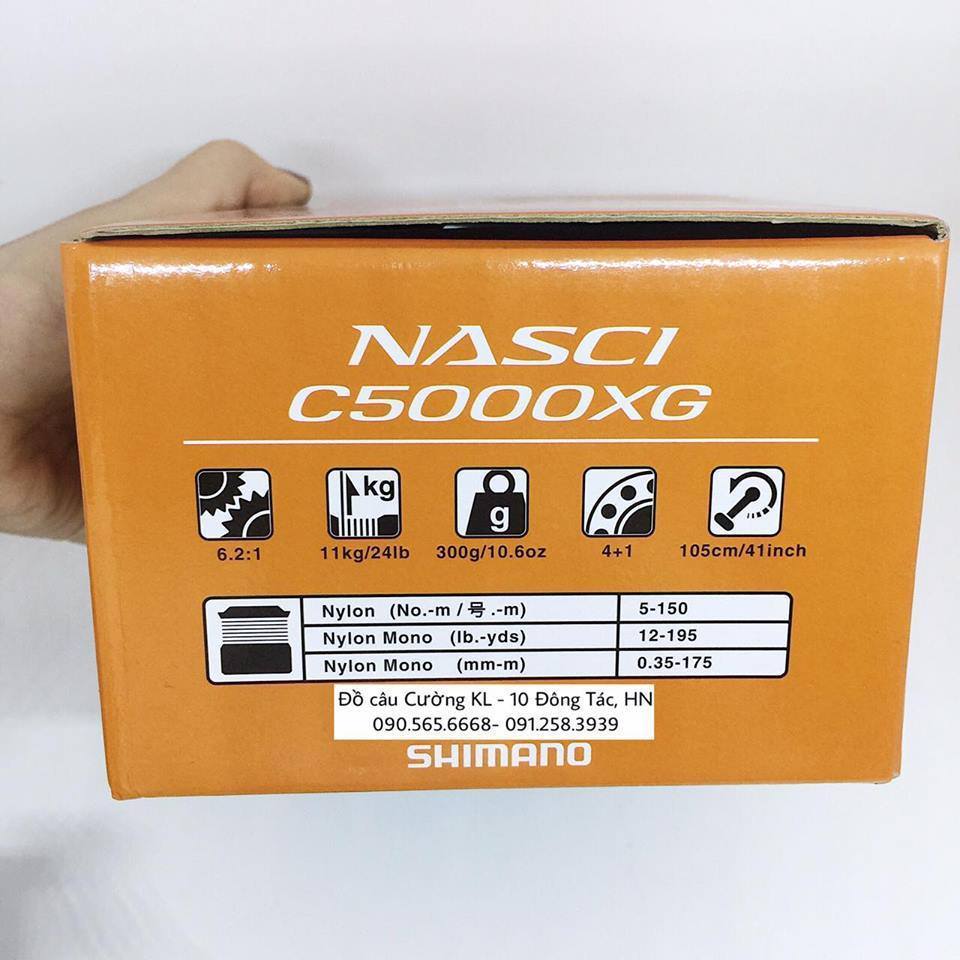 NASCI
C5000XG
kg
g
6.2:1
11kg/24lb
300g/10.6oz
4+1
105cm/41inch
Nylon (No.-m / 号 .-m) 5-150
Nylon Mono (lb.-yds) 12-195
Nylon Mono (mm-m) 0.35-175
Đồ câu Cường KL - 10 Đông Tác, HN
090.565.6668- 091.258.3939
SHIMANO